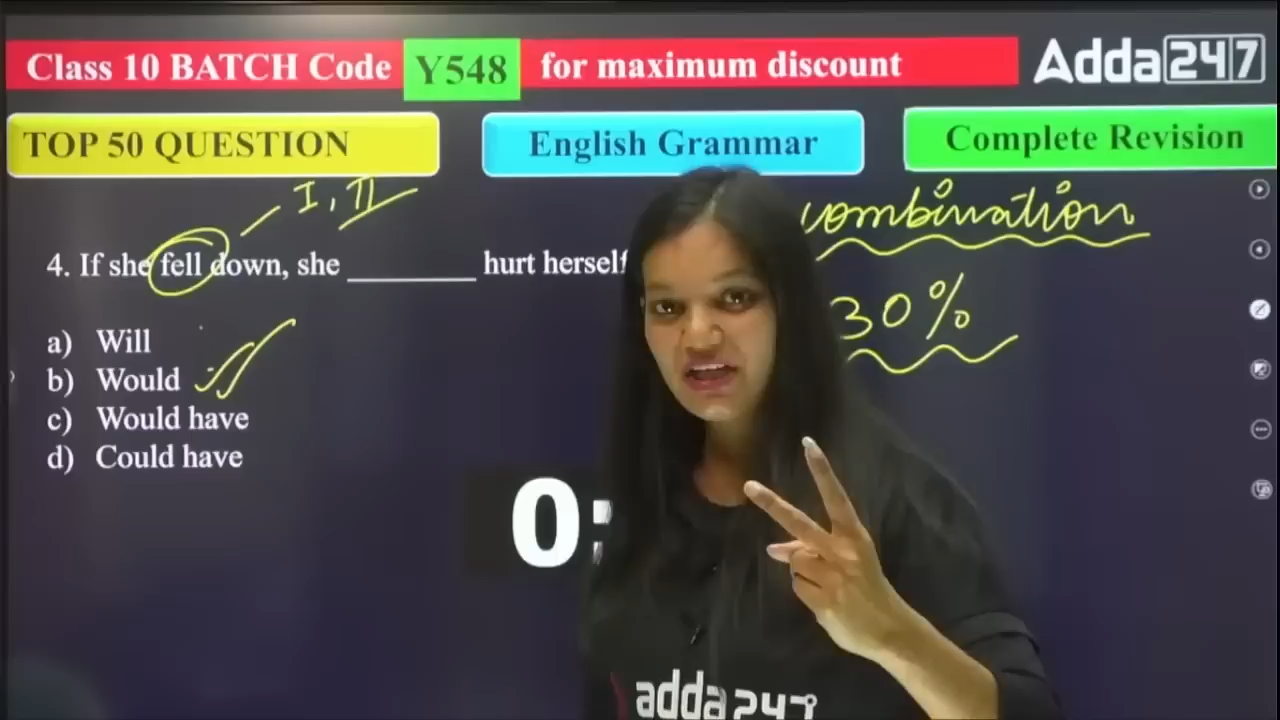 Class 10 BATCH Code Y548 for maximum discount
Adda247
TOP 50 QUESTION
English Grammar
Complete Revision
I, II
combination
4. If she fell down, she ________ hurt herself
30%
a) Will
b) Would
c) Would have
d) Could have
0:
adda247